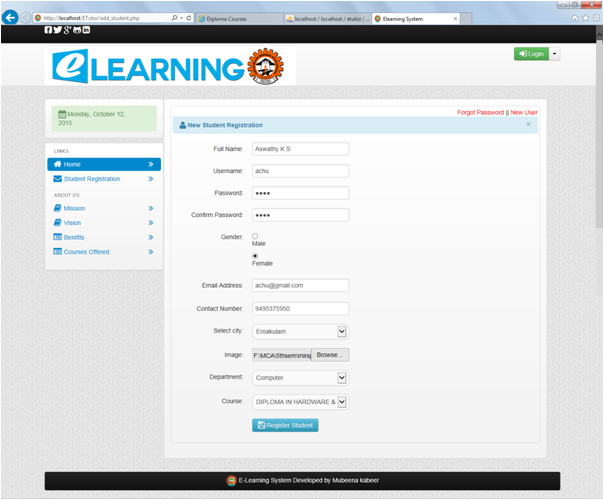 http://localhost/ETutor/add_student.php
Diploma Courses
localhost / localhost / etutor / ...
Elearning System
Login
eLEARNING
Forgot Password || New User
Monday, October 12,
2015
New Student Registration
LINKS
Home
Student Registration
ABOUT US
Mission
Vision
Benifits
Courses Offered
Full Name:
Aswathy K S
Username:
achu
Password:
Confirm Password:
Gender:
Male
Female
Email Address:
achu@gmail.com
Contact Number:
9495375950
Select city:
Ernakulam
Image:
F:\MCA\5thsem\minip
Browse...
Department:
Computer
Course:
DIPLOMA IN HARDWARE &
Register Student
E-Learning System Developed by Mubeena kabeer